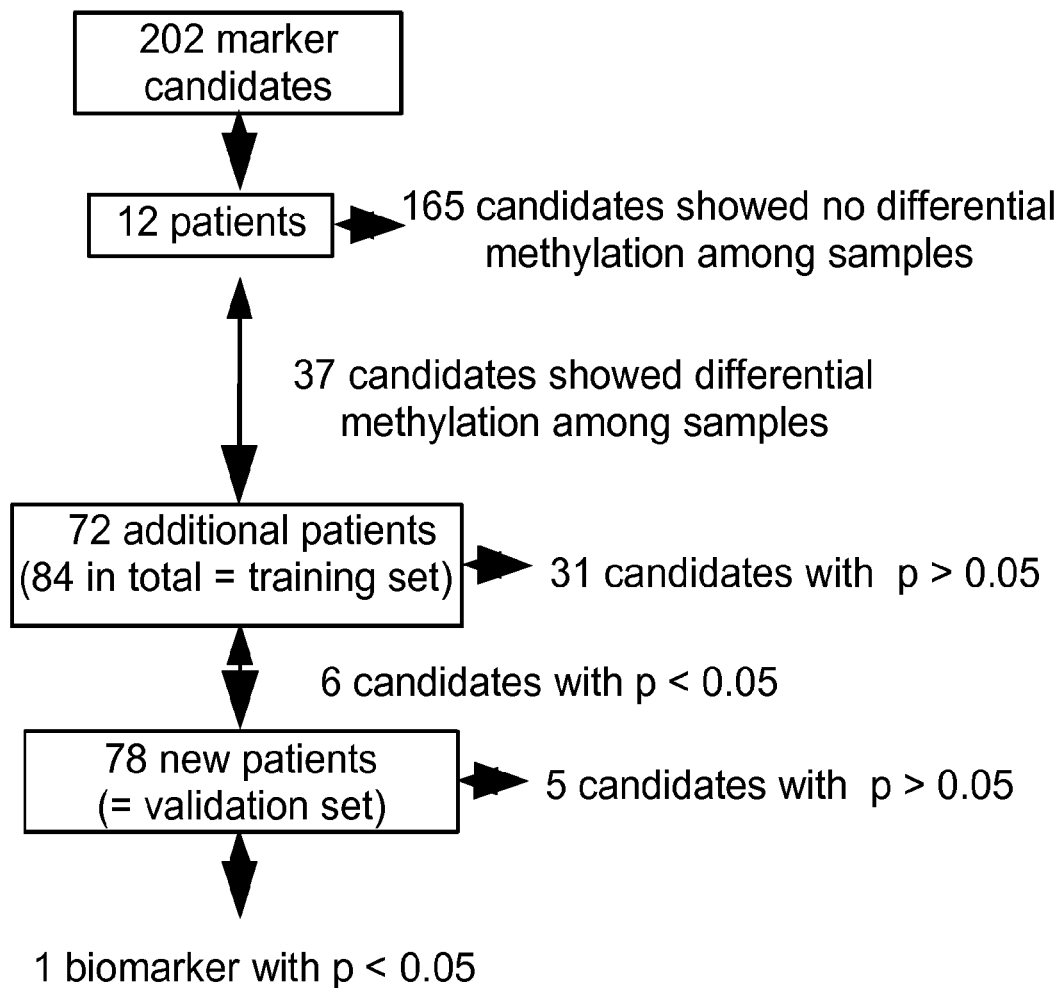 202 marker
candidates
12 patients
165 candidates showed no differential
methylation among samples
37 candidates showed differential
methylation among samples
72 additional patients
(84 in total = training set)
31 candidates with p > 0.05
6 candidates with p < 0.05
78 new patients
(= validation set)
5 candidates with p > 0.05
1 biomarker with p < 0.05